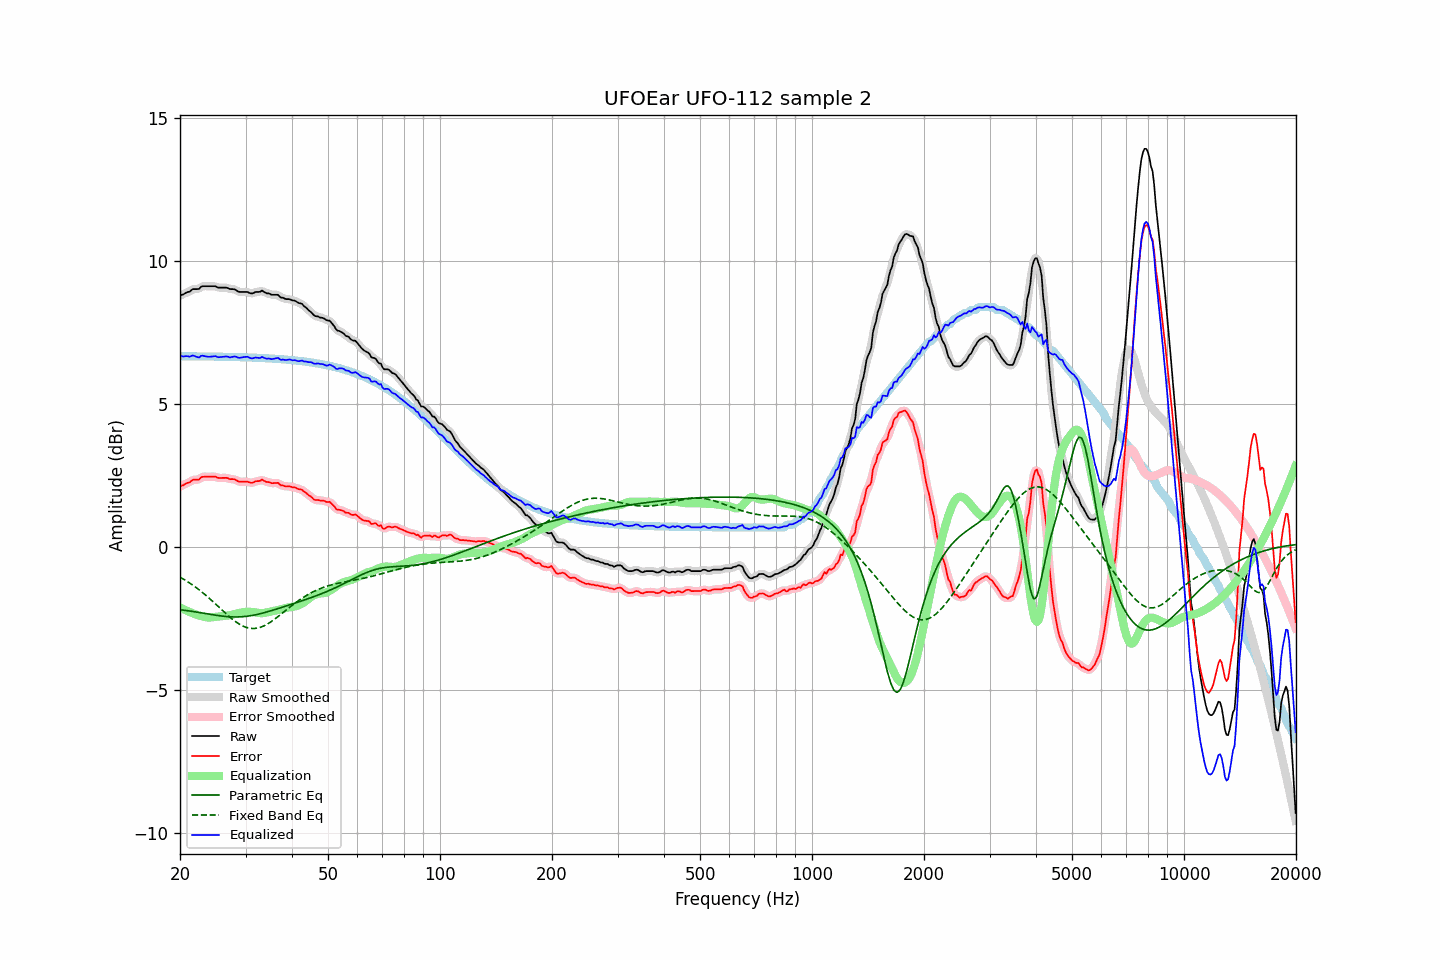 UFOEar UFO-112 sample 2
15
10
5
0
−5
−10
Amplitude (dBr)
Target
Raw Smoothed
Error Smoothed
Raw
Error
Equalization
Parametric Eq
Fixed Band Eq
Equalized
20 50 100 200 500 1000 2000 5000 10000 20000
Frequency (Hz)